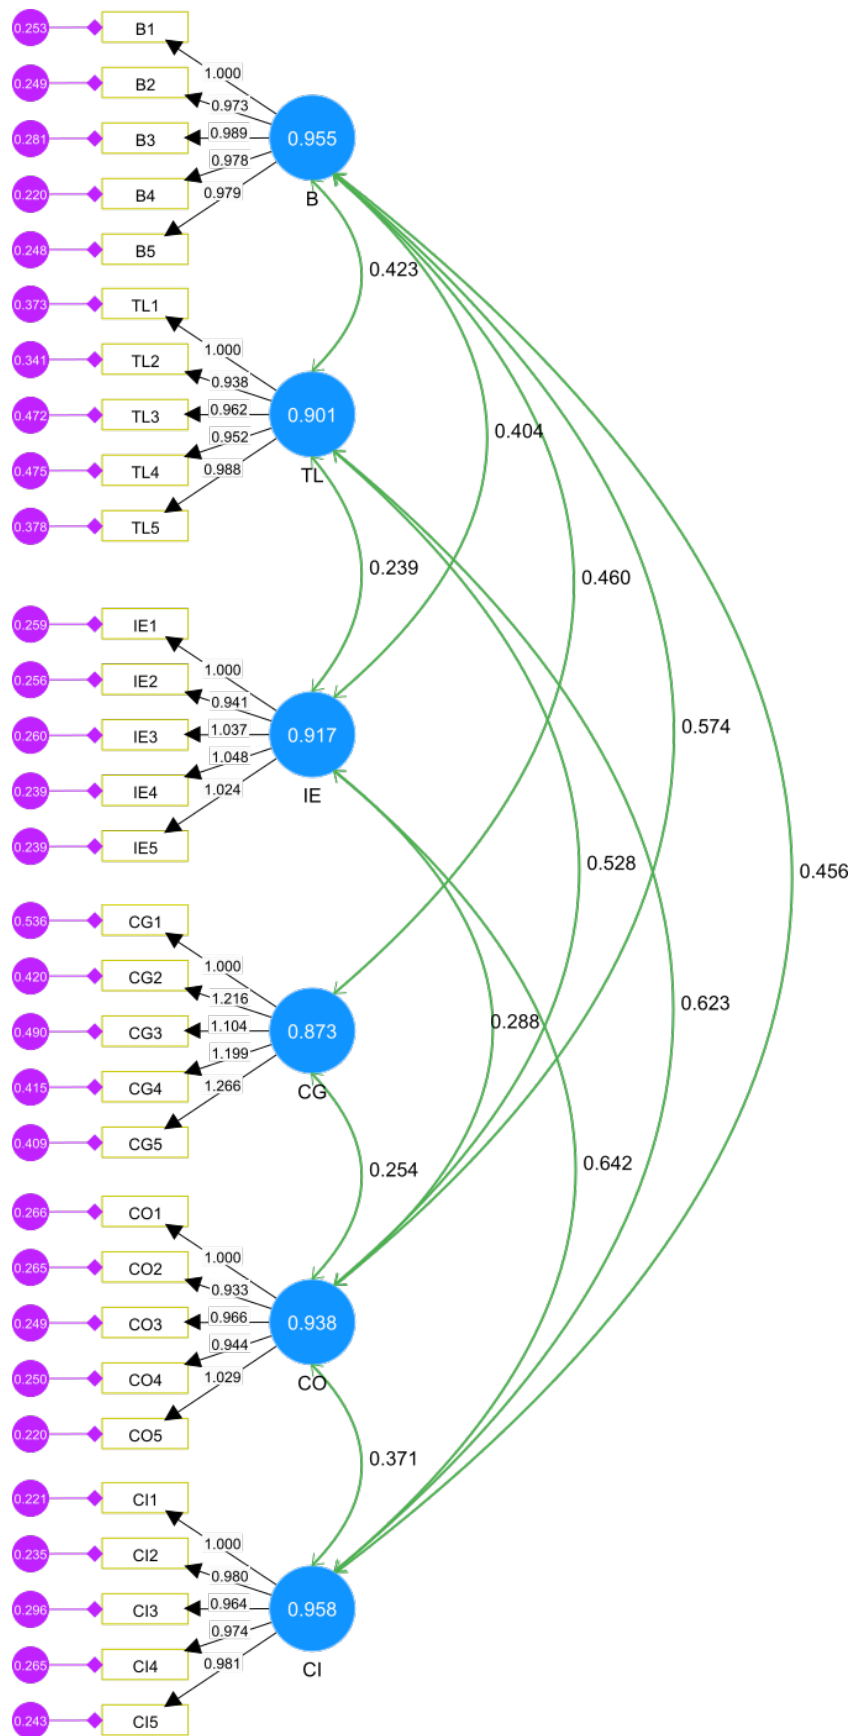 0.253 B1
1.000
0.249 B2
0.973
0.281 B3 0.989 0.955
0.978
0.220 B4
0.979
B
0.248 B5
0.423
0.373 TL1
1.000
0.341 TL2
0.938
0.472 TL3 0.962 0.901
0.404
0.952
0.475 TL4
0.988
TL
0.378 TL5
0.239
0.460
0.259 IE1
1.000
0.256 IE2
0.941
0.260 IE3 1.037 0.917
0.574
1.048
0.239 IE4
1.024
IE
0.239 IE5
0.528
0.456
0.536 CG1
1.000
0.420 CG2
1.216
0.623
0.288
0.490 CG3 1.104 0.873
1.199
0.415 CG4
1.266
CG
0.409 CG5
0.254
0.642
0.266 CO1
1.000
0.265 CO2
0.933
0.249 CO3 0.966 0.938
0.944
0.250 CO4
1.029
CO
0.220 CO5
0.371
0.221 CI1
1.000
0.235 CI2
0.980
0.296 CI3 0.964 0.958
0.974
0.265 CI4
0.981
CI
0.243 CI5